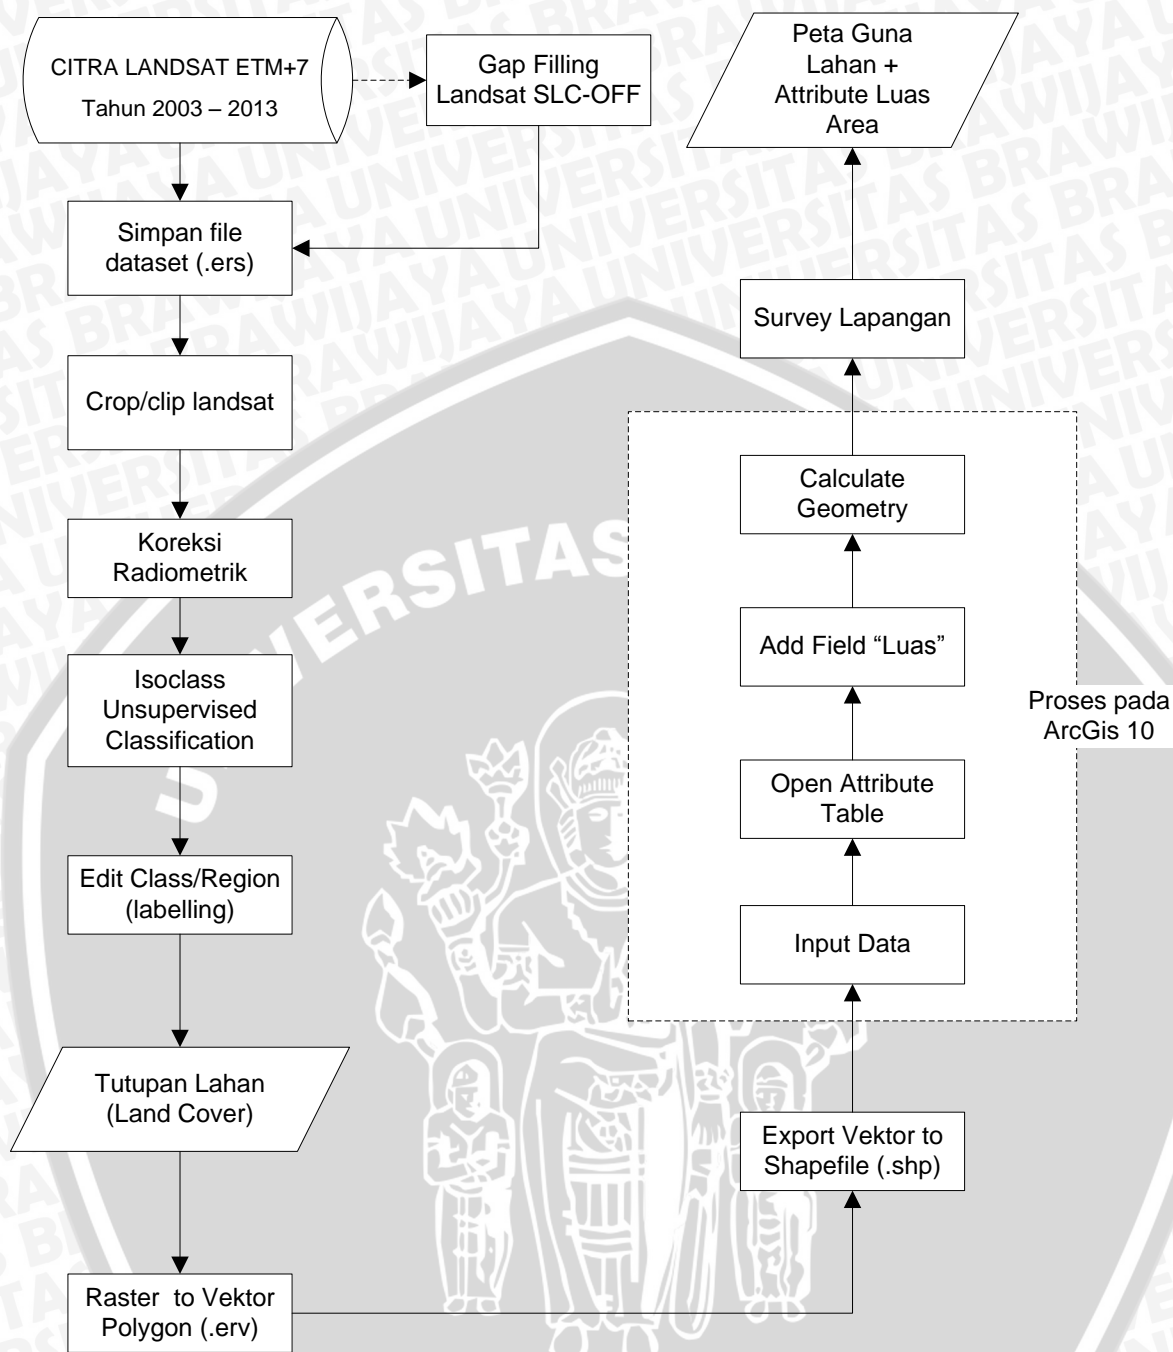 CITRA LANDSAT ETM+7
Tahun 2003 – 2013
Gap Filling
Landsat SLC-OFF
Simpan file
dataset (.ers)
Crop/clip landsat
Koreksi
Radiometrik
Isoclass
Unsupervised
Classification
Edit Class/Region
(labelling)
Tutupan Lahan
(Land Cover)
Raster to Vektor
Polygon (.erv)
Export Vektor to
Shapefile (.shp)
Input Data
Open Attribute
Table
Add Field “Luas”
Calculate
Geometry
Proses pada
ArcGis 10
Survey Lapangan
Peta Guna
Lahan +
Attribute Luas
Area
UNIVERSITAS